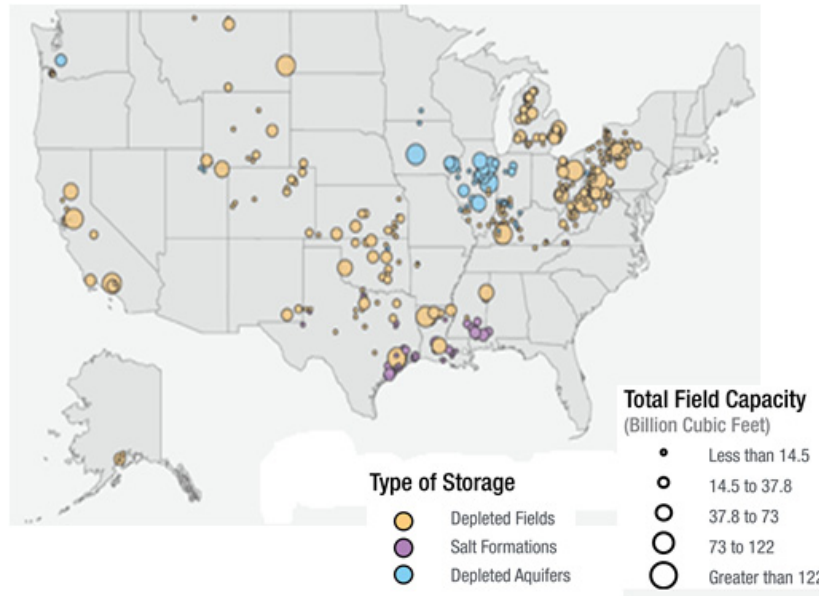 Total Field Capacity
(Billion Cubic Feet)
Less than 14.5
14.5 to 37.8
37.8 to 73
73 to 122
Greater than 122
Type of Storage
Depleted Fields
Salt Formations
Depleted Aquifers